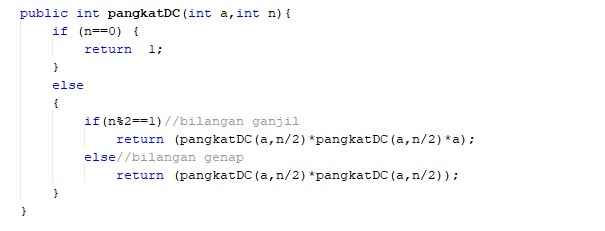 public int pangkatDC(int a,int n){
if (n==0) {
return 1;
}
else
{
if(n%2==1)//bilangan ganjil
return (pangkatDC(a,n/2)*pangkatDC(a,n/2)*a);
else//bilangan genap
return (pangkatDC(a,n/2)*pangkatDC(a,n/2));
}
}